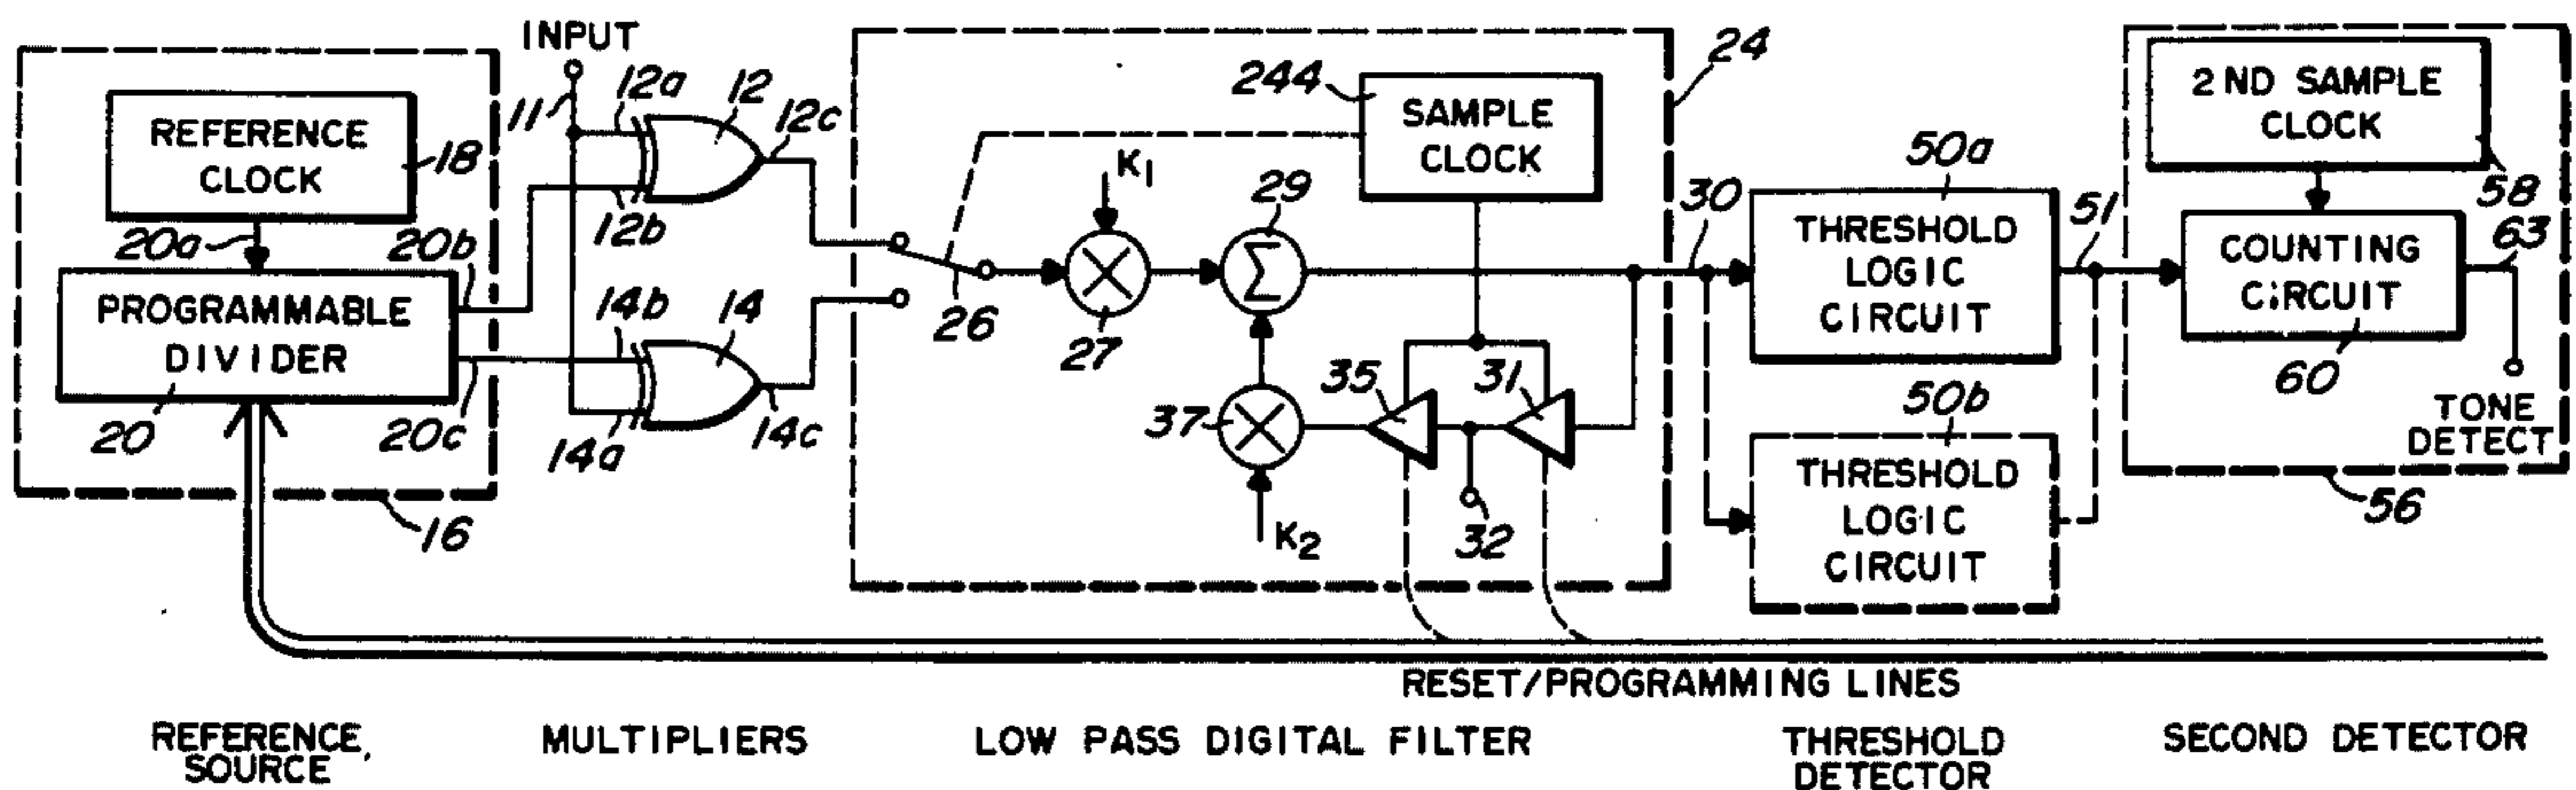 REFERENCE
CLOCK
18
20a
20b
PROGRAMMABLE
DIVIDER
20
20c
16
INPUT
11
12a
12
12c
12b
14b
14
14a
14c
24
244
SAMPLE
CLOCK
K1
29
Σ
26
27
35
31
37
K2
32
30
50a
THRESHOLD
LOGIC
CIRCUIT
50b
THRESHOLD
LOGIC
CIRCUIT
51
2ND SAMPLE
CLOCK
58
COUNTING
CIRCUIT
60
63
TONE
DETECT
56
RESET/PROGRAMMING LINES
REFERENCE
SOURCE
MULTIPLIERS
LOW PASS DIGITAL FILTER
THRESHOLD
DETECTOR
SECOND DETECTOR